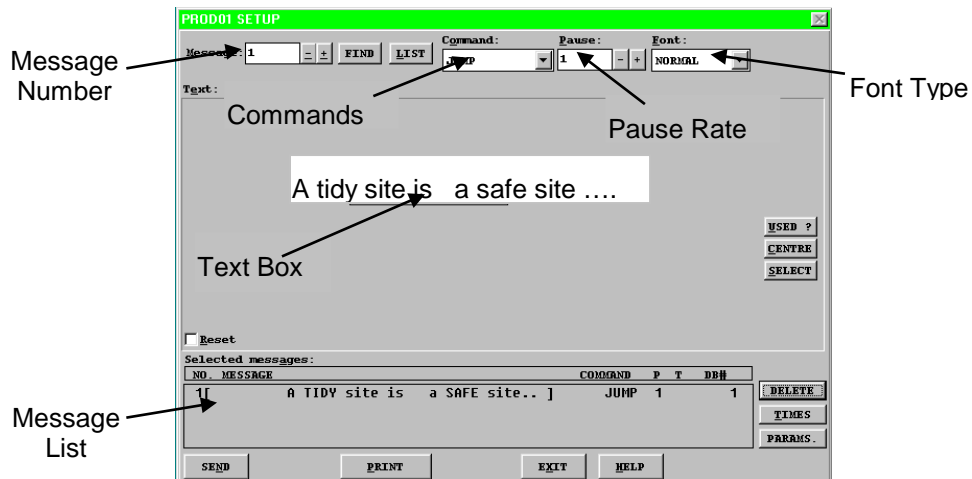 PROD01 SETUP
Message: 1 - + FIND LIST Command: JUMP Pause: 1 - + Font: NORMAL
Message Number
Commands
Pause Rate
Font Type
Text:
A tidy site is a safe site ….
Text Box
USED ?
CENTRE
SELECT
Reset
Selected messages:
NO. MESSAGE COMMAND P T DB#
1[ A TIDY site is a SAFE site.. ] JUMP 1 1
Message List
DELETE
TIMES
PARAMS.
SEND PRINT EXIT HELP